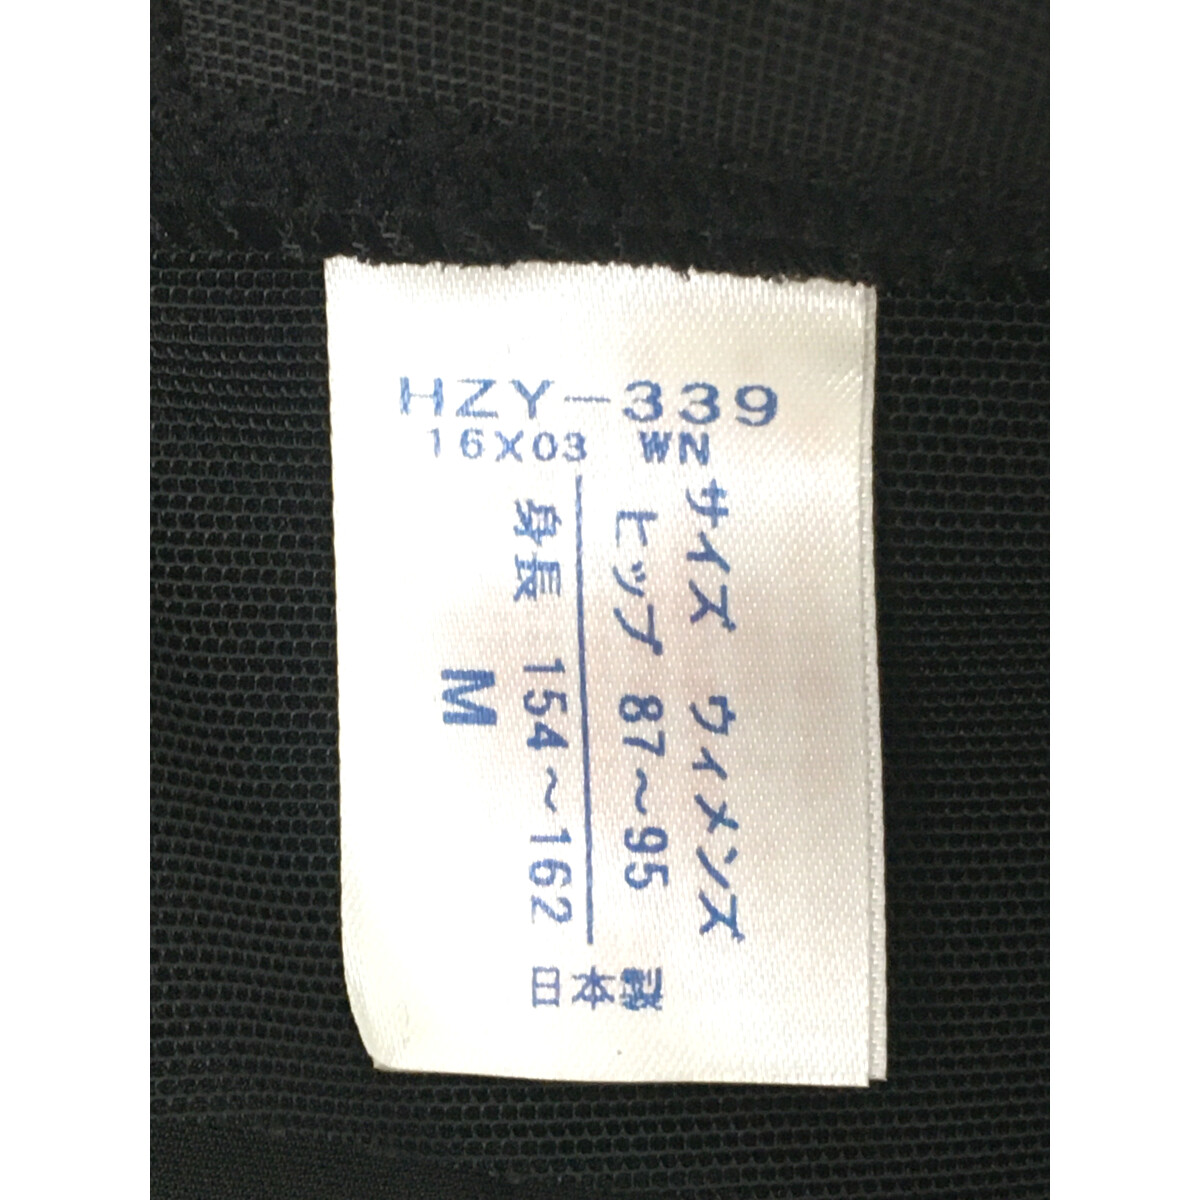 HZY-339
16X03 WN
サイズ ウィメンズ
ヒップ 87~95
身長 154~162
M
日本製